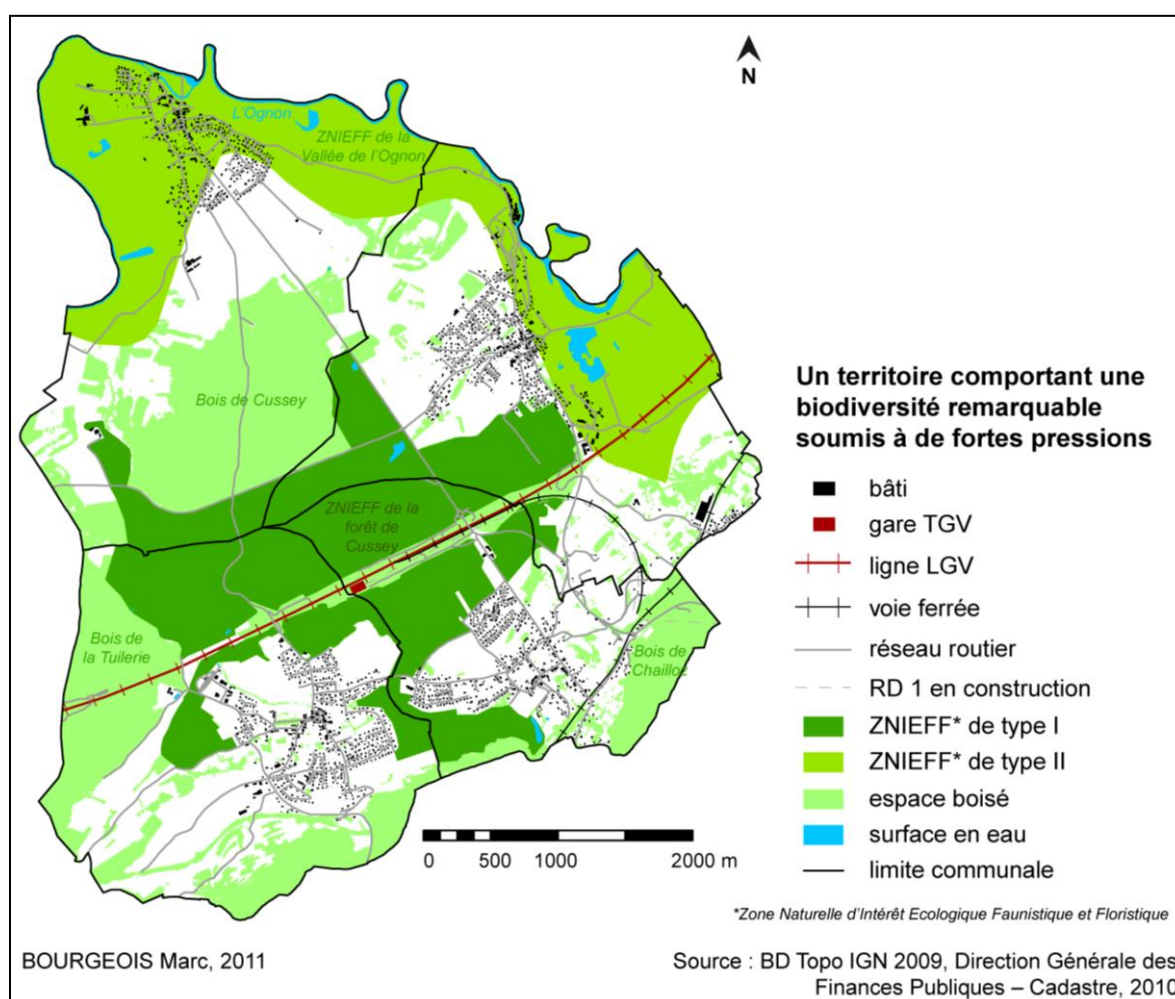 N
L'Ognon
ZNIEFF de la
Vallée de l'Ognon
Bois de Cussey
ZNIEFF de la
forêt de
Cussey
Bois de
la Tuilerie
Bois de
Chailloz
Un territoire comportant une
biodiversité remarquable
soumis à de fortes pressions
bâti
gare TGV
ligne LGV
voie ferrée
réseau routier
RD 1 en construction
ZNIEFF* de type I
ZNIEFF* de type II
espace boisé
surface en eau
limite communale
0 500 1000 2000 m
*Zone Naturelle d'Intérêt Ecologique Faunistique et Floristique
BOURGEOIS Marc, 2011
Source : BD Topo IGN 2009, Direction Générale des
Finances Publiques – Cadastre, 2010